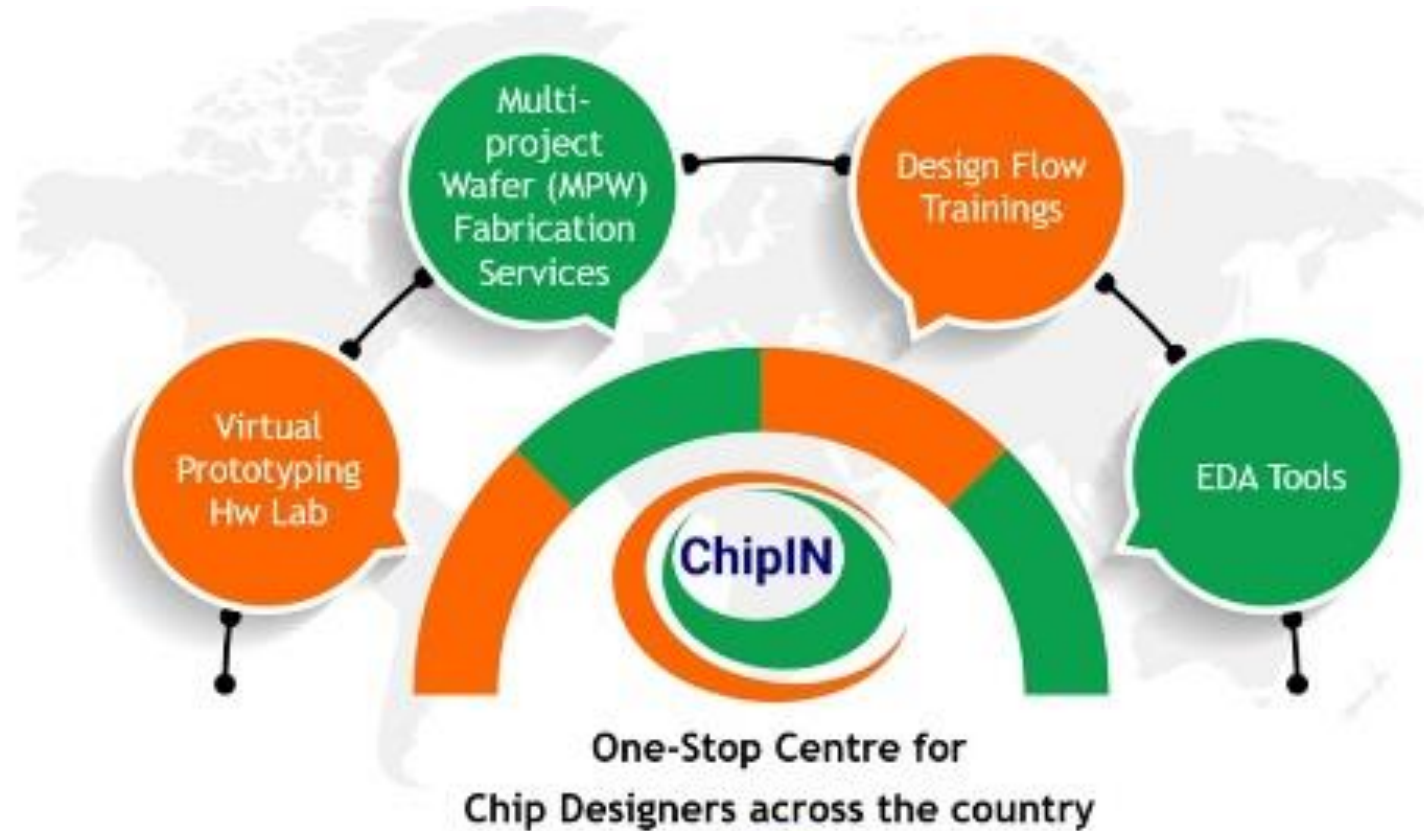 Multi-
project
Wafer (MPW)
Fabrication
Services
Design Flow
Trainings
Virtual
Prototyping
Hw Lab
EDA Tools
ChipIN
One-Stop Centre for
Chip Designers across the country